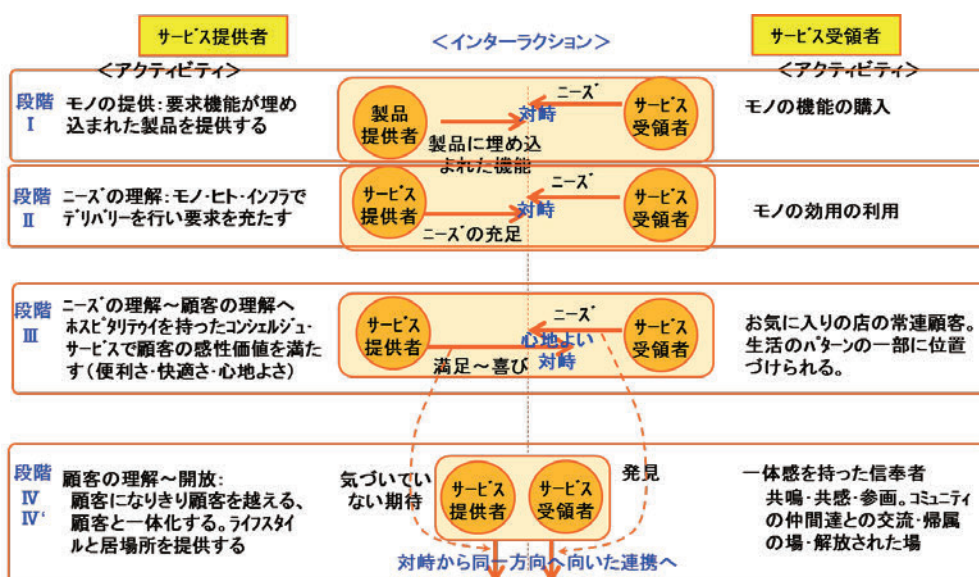 サービス提供者
<インターラクション>
サービス受領者
<アクティビティ>
<アクティビティ>
段階
Ⅰ
モノの提供:要求機能が埋め
込まれた製品を提供する
製品
提供者
ニーズ
対峙
製品に埋め込
まれた機能
サービス
受領者
モノの機能の購入
段階
Ⅱ
ニーズの理解:モノ・ヒト・インフラで
デリバリーを行い要求を充たす
サービス
提供者
ニーズ
対峙
ニーズの充足
サービス
受領者
モノの効用の利用
段階
Ⅲ
ニーズの理解~顧客の理解へ
ホスピタリテゥイを持ったコンシェルジュ・
サービスで顧客の感性価値を満た
す(便利さ・快適さ・心地よさ)
サービス
提供者
ニーズ
心地よい
対峙
満足~喜び
サービス
受領者
お気に入りの店の常連顧客。
生活のパターンの一部に位置
づけられる。
段階
Ⅳ
Ⅳ‘
顧客の理解~開放:
顧客になりきり顧客を越える、
顧客と一体化する。ライフスタイ
ルと居場所を提供する
気づいてい
ない期待
サービス
提供者
サービス
受領者
発見
対峙から同一方向へ向いた連携へ
一体感を持った信奉者
共鳴・共感・参画。コミュニティ
の仲間達との交流・帰属
の場・解放された場